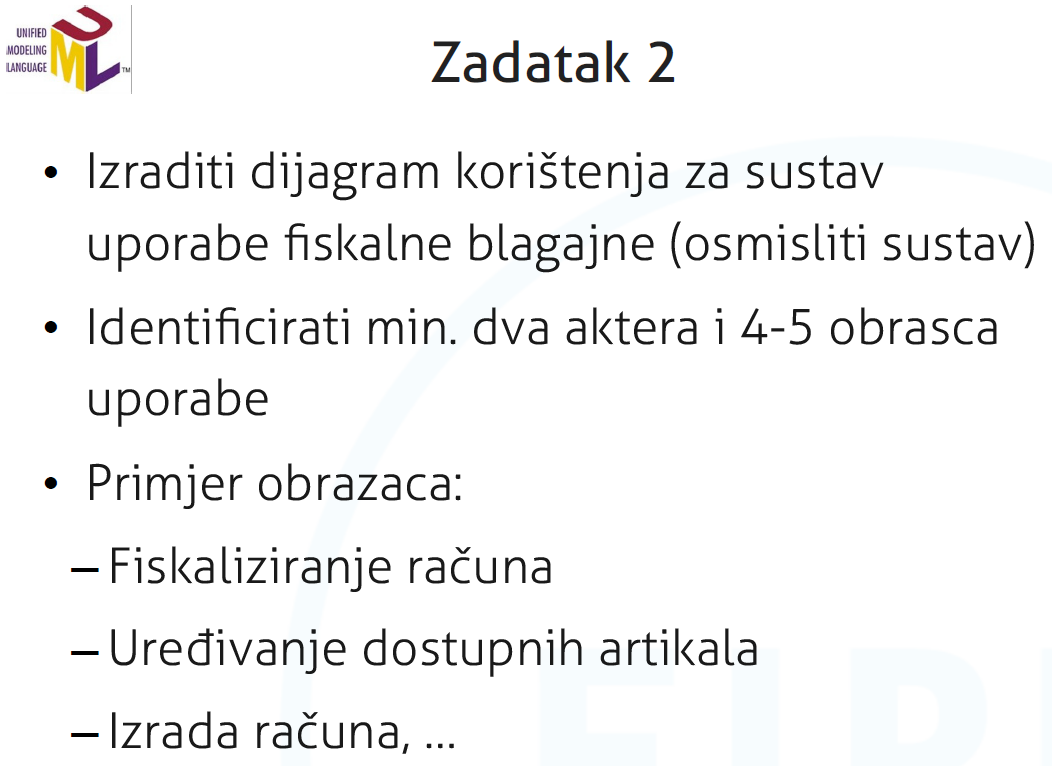 UNIFIED
MODELING
LANGUAGE
UML
TM
Zadatak 2
• Izraditi dijagram korištenja za sustav
uporabe fiskalne blagajne (osmisliti sustav)
• Identificirati min. dva aktera i 4-5 obrasca
uporabe
• Primjer obrazaca:
– Fiskaliziranje računa
– Uređivanje dostupnih artikala
– Izrada računa, ...